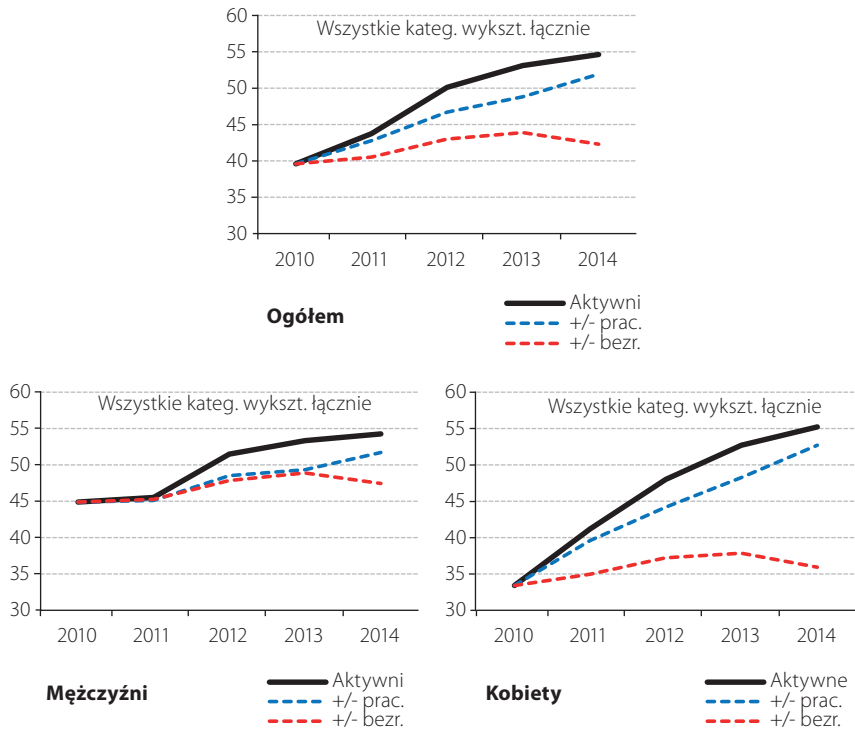 Wszystkie kateg. wykszt. łącznie
60
55
50
45
40
35
30
2010 2011 2012 2013 2014
Ogółem
Aktywni
+/- prac.
+/- bezr.
Wszystkie kateg. wykszt. łącznie
60
55
50
45
40
35
30
2010 2011 2012 2013 2014
Mężczyźni
Aktywni
+/- prac.
+/- bezr.
Wszystkie kateg. wykszt. łącznie
60
55
50
45
40
35
30
2010 2011 2012 2013 2014
Kobiety
Aktywne
+/- prac.
+/- bezr.